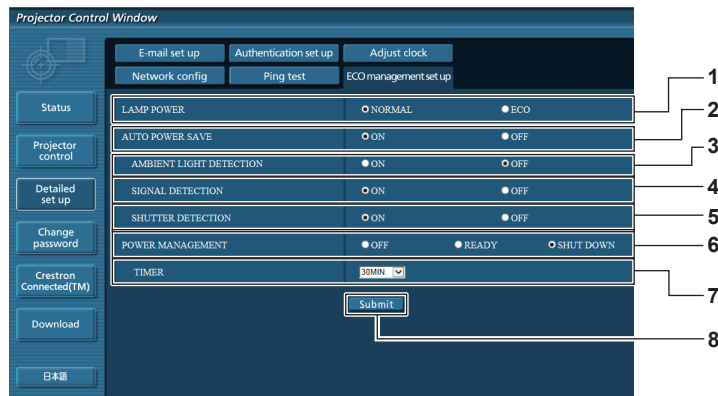 Projector Control Window
E-mail set up
Authentication set up
Adjust clock
Network config
Ping test
ECO management set up
1
Status
LAMP POWER
NORMAL
ECO
2
AUTO POWER SAVE
ON
OFF
3
Projector
control
AMBIENT LIGHT DETECTION
ON
OFF
4
Detailed
set up
SIGNAL DETECTION
ON
OFF
5
SHUTTER DETECTION
ON
OFF
6
Change
password
POWER MANAGEMENT
OFF
READY
SHUT DOWN
Crestron
Connected(TM)
TIMER
30MIN.
7
Submit
8
Download
日本語